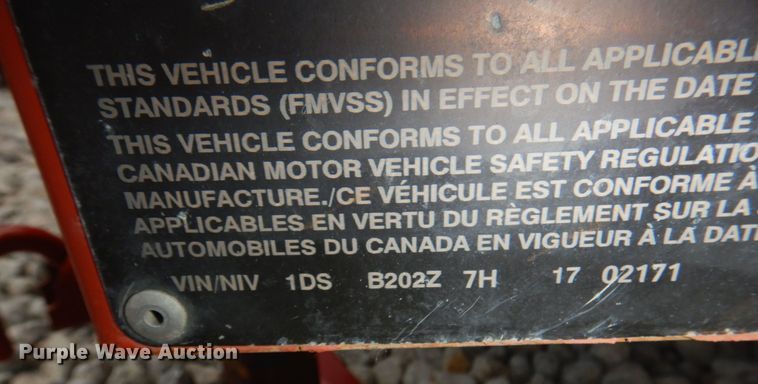 THIS VEHICLE CONFORMS TO ALL APPLICABLE
STANDARDS (FMVSS) IN EFFECT ON THE DATE
THIS VEHICLE CONFORMS TO ALL APPLICABLE
CANADIAN MOTOR VEHICLE SAFETY REGULATIO
MANUFACTURE./CE VÉHICULE EST CONFORME À
APPLICABLES EN VERTU DU RÈGLEMENT SUR LA
AUTOMOBILES DU CANADA EN VIGUEUR À LA DATE
VIN/NIV 1DS B202Z 7H 17 02171
Purple Wave Auction